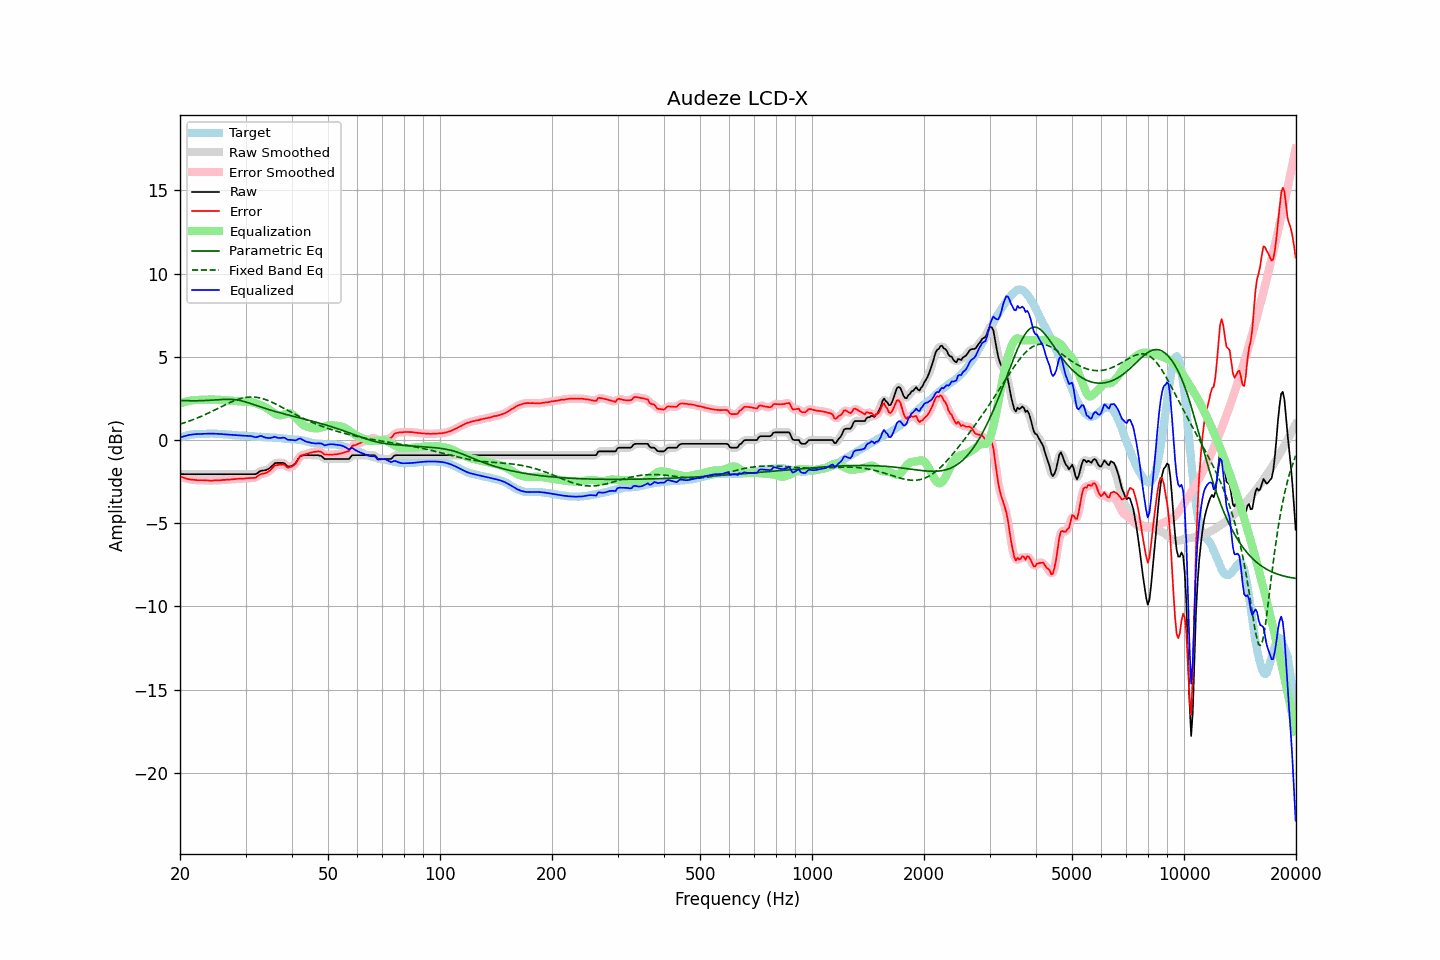 Audeze LCD-X
Target
Raw Smoothed
Error Smoothed
Raw
Error
Equalization
Parametric Eq
Fixed Band Eq
Equalized
Amplitude (dBr)
15
10
5
0
−5
−10
−15
−20
20 50 100 200 500 1000 2000 5000 10000 20000
Frequency (Hz)